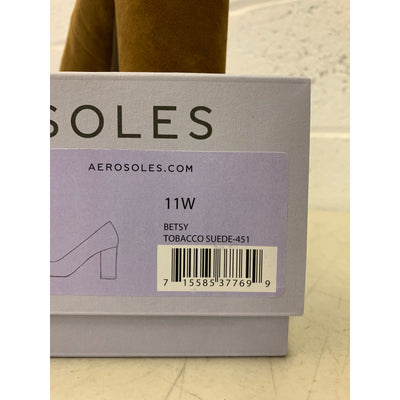 SOLES
AEROSOLES.COM
11W
BETSY
TOBACCO SUEDE-451
7 15585 37769 9